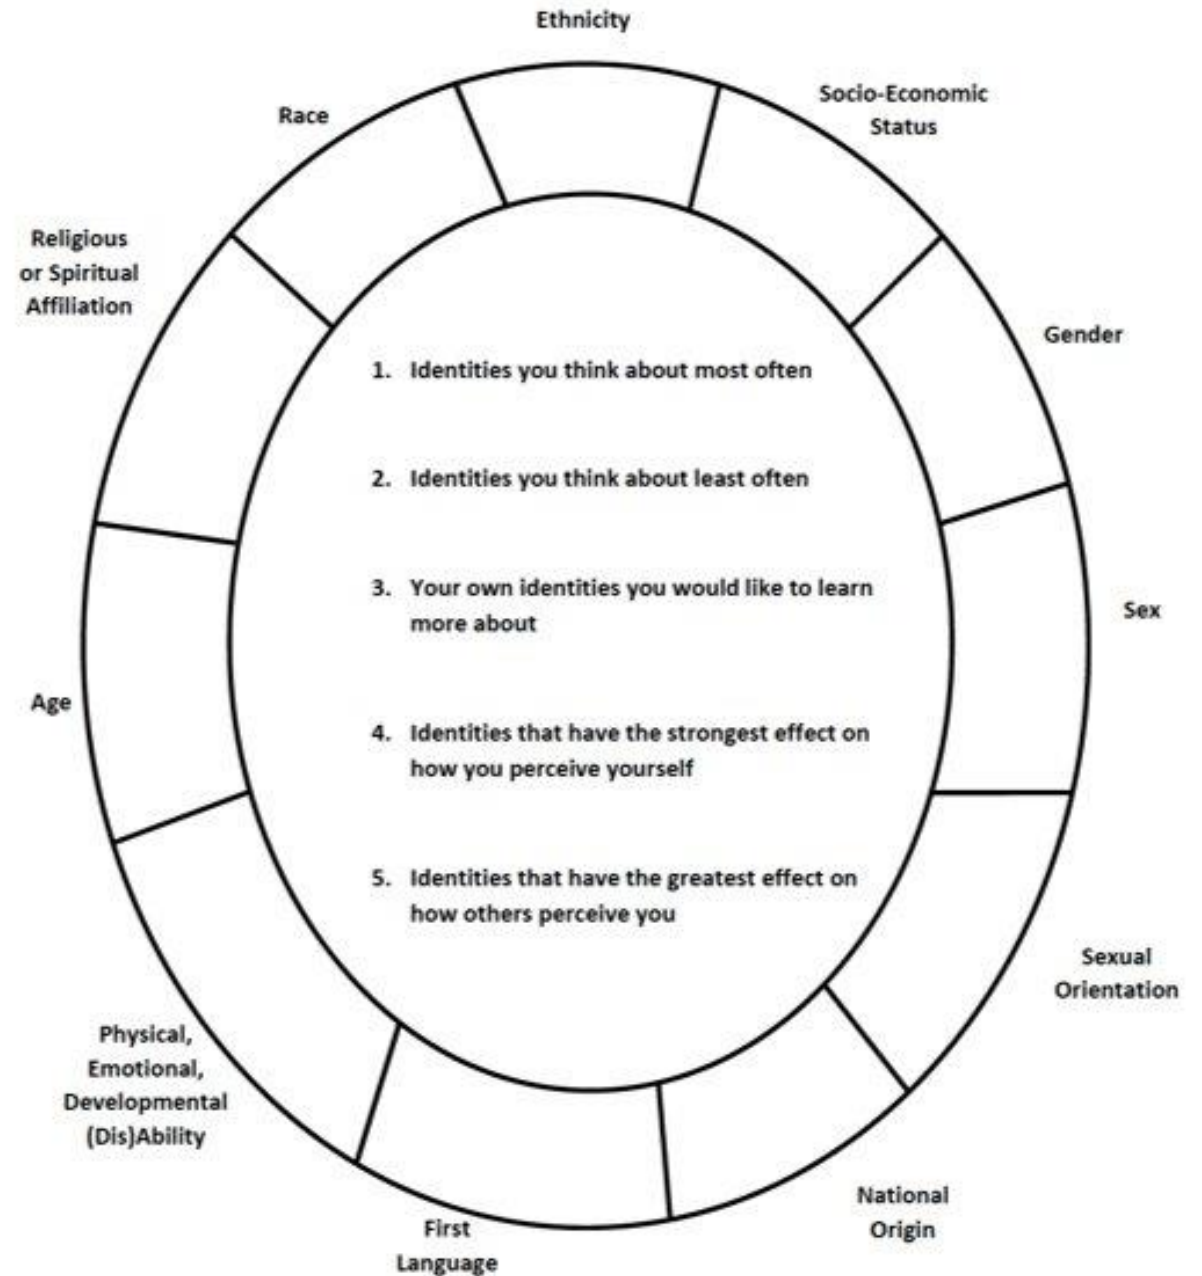 Ethnicity
Socio-Economic
Status
Race
Religious
or Spiritual
Affiliation
Gender
1. Identities you think about most often
2. Identities you think about least often
3. Your own identities you would like to learn
more about
Sex
Age
4. Identities that have the strongest effect on
how you perceive yourself
5. Identities that have the greatest effect on
how others perceive you
Sexual
Orientation
Physical,
Emotional,
Developmental
(Dis)Ability
National
Origin
First
Language